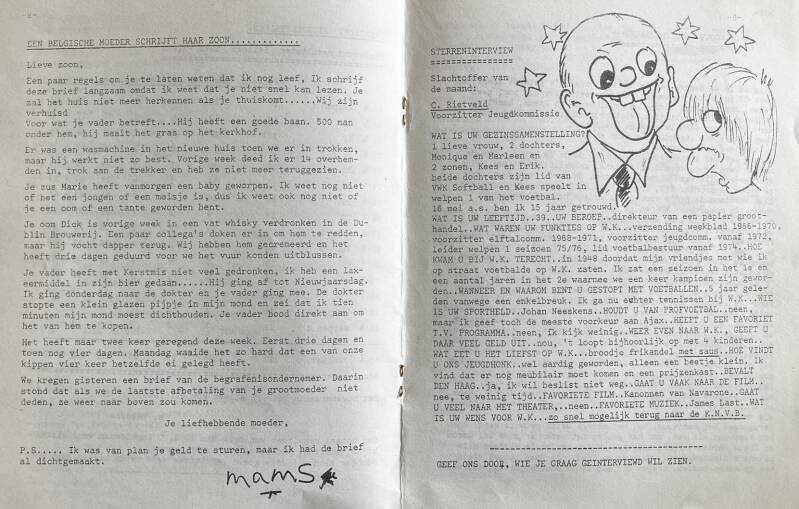 -8-
EEN BELGISCHE MOEDER SCHRIJFT HAAR ZOON.............
Lieve zoon,
Een paar regels om je te laten weten dat ik nog leef, Ik schrijf
deze brief langzaam omdat ik weet dat je niet snel kan lezen. Je
zal het huis niet meer herkennen als je thuiskomt......Wij zijn
verhuisd
Voor wat je vader betreft....Hij heeft een goede baan. 500 man
onder hem, hij maait het gras op het kerkhof.
Er was een wasmachine in het nieuwe huis toen we er in trokken,
maar hij werkt niet zo best. Vorige week deed ik er 14 overhem-
den in, trok aan de trekker en heb ze niet meer teruggezien.
Je zus Marie heeft vanmorgen een baby geworpen. Ik weet nog niet
of het een jongen of een meisje is, dus ik weet ook nog niet of
je een oom of een tante geworden bent.
Je oom Dick is vorige week in een vat whisky verdronken in de Du-
blin Brouwerij. Een paar collega's doken er in om hem te redden,
maar hij vocht dapper terug. Wij hebben hem gecremeerd en het
heeft drie dagen geduurd voor we het vuur konden uitblussen.
Je vader heeft met Kerstmis niet veel gedronken, ik heb een Lax-
eermiddel in zijn bier gedaan......Hij ging af tot Nieuwjaarsdag.
Ik ging donderdag naar de dokter en je vader ging mee. De dokter
stopte een klein glazen pijpje in mijn mond en zei dat ik tien
minuten mijn mond moest dichthouden. Je vader bood direkt aan om
het van hem te kopen.
Het heeft maar twee keer geregend deze week. Eerst drie dagen en
toen nog vier dagen. Maandag waaide het zo hard dat een van onze
kippen vier keer hetzelfde ei gelegd heeft.
We kregen gisteren een brief van de begrafenisondernemer. Daarin
stond dat als we de laatste afbetaling van je grootmoeder niet
deden, ze weer naar boven zou komen.
Je liefhebbende moeder,
P.S..... Ik was van plan je geld te sturen, maar ik had de brief
al dichtgemaakt.
mams
-9-
STERRENINTERVIEW
================
Slachtoffer van
de maand:
C. Rietveld
Voorzitter Jeugdkommissie
WAT IS UW GEZINSSAMENSTELLING?
1 lieve vrouw, 2 dochters,
Monique en Marleen en
2 zonen, Kees en Erik.
beide dochters zijn lid van
VWK Softball en Kees speelt in
welpen 1 van het voetbal.
16 mei a.s. ben ik 15 jaar getrouwd.
WAT IS UW LEEFTIJD..39..UW BEROEP..direkteur van een papier groot-
handel..WAT WAREN UW FUNKTIES OP W.K...verzending weekblad 1966-1970,
voorzitter elftalcomm. 1968-1971, voorzitter jeugdcomm. vanaf 1972,
leider welpen 1 seizoen 75/76, lid voetbalbestuur vanaf 1974..HOE
KWAM U BIJ W.K. TERECHT..in 1948 doordat mijn vriendjes met wie ik
op straat voetbalde op W.K. zaten. Ik zat een seizoen in het 1e en
een aantal jaren in het 2e waarmee we een keer kampioen zijn gewor-
den..WANNEER EN WAAROM BENT U GESTOPT MET VOETBALLEN..5 jaar gele-
den vanwege een enkelbreuk. Ik ga nu echter tennissen bij W.K...WIE
IS UW SPORTHELD..Johan Neeskens..HOUDT U VAN PROFVOETBAL..neen,
maar ik geef toch de meeste voorkeur aan Ajax..HEEFT U EEN FAVORIET
T.V. PROGRAMMA..neen, ik kijk weinig..WEER EVEN NAAR W.K., GEEFT U
DAAR VEEL GELD UIT..nou, 't loopt bijhoorlijk op met 4 kinderen..
WAT EET U HET LIEFST OP W.K...broodje frikandel met saus..HOE VINDT
U ONS JEUGDHONK..wel aardig geworden, alleen een beetje klein. Ik
vind dat er nog meubilair moet komen en een prijzenkast..BEVALT
DEN HAAG..ja, ik wil beslist niet weg..GAAT U VAAK NAAR DE FILM..
nee, te weinig tijd..FAVORIETE FILM..Kanonnen van Navarone..GAAT
U VEEL NAAR HET THEATER,..neen..FAVORIETE MUZIEK..James Last..WAT
IS UW WENS VOOR W.K...zo snel mogelijk terug naar de K.N.V.B.
GEEF ONS DOOR, WIE JE GRAAG GEINTERVIEWD WIL ZIEN.